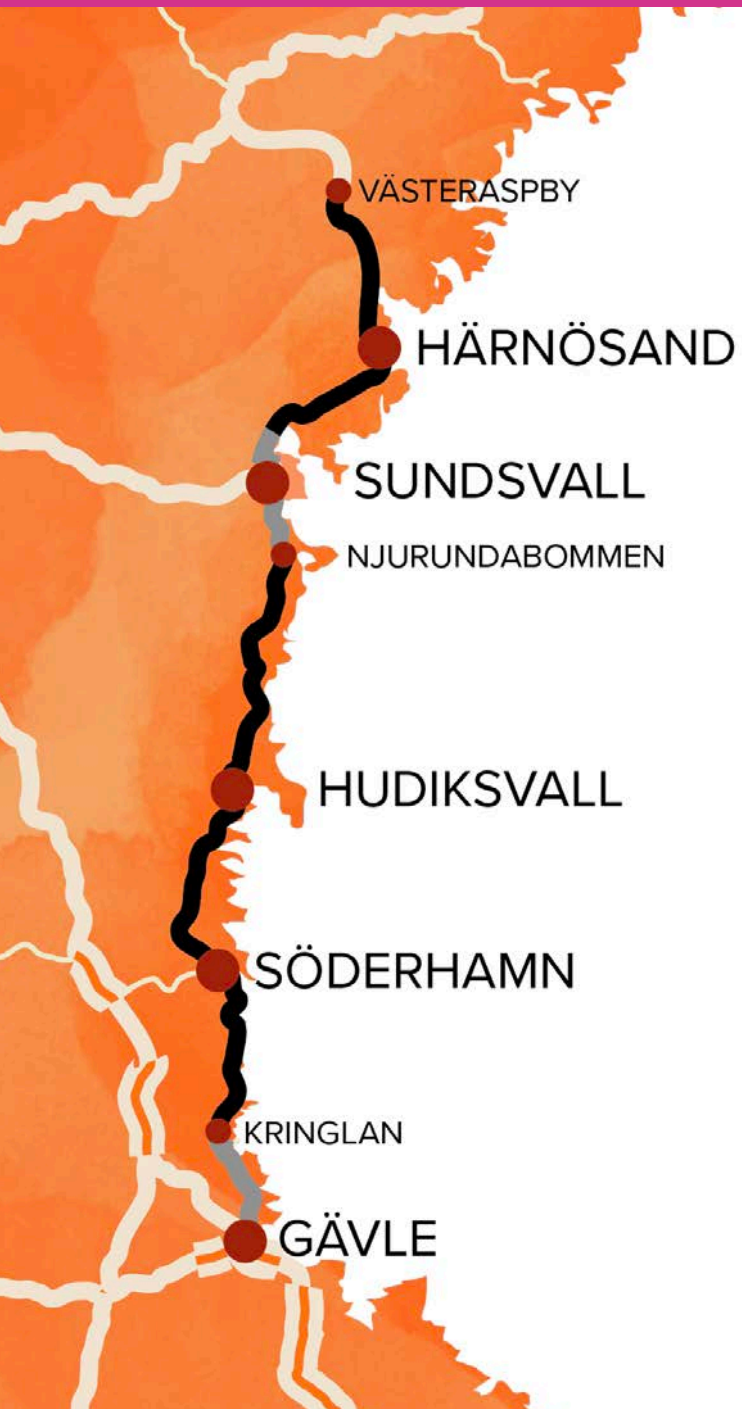 VÄSTERASPBY
HÄRNÖSAND
SUNDSVALL
NJURUNDABOMMEN
HUDIKSVALL
SÖDERHAMN
KRINGLAN
GÄVLE